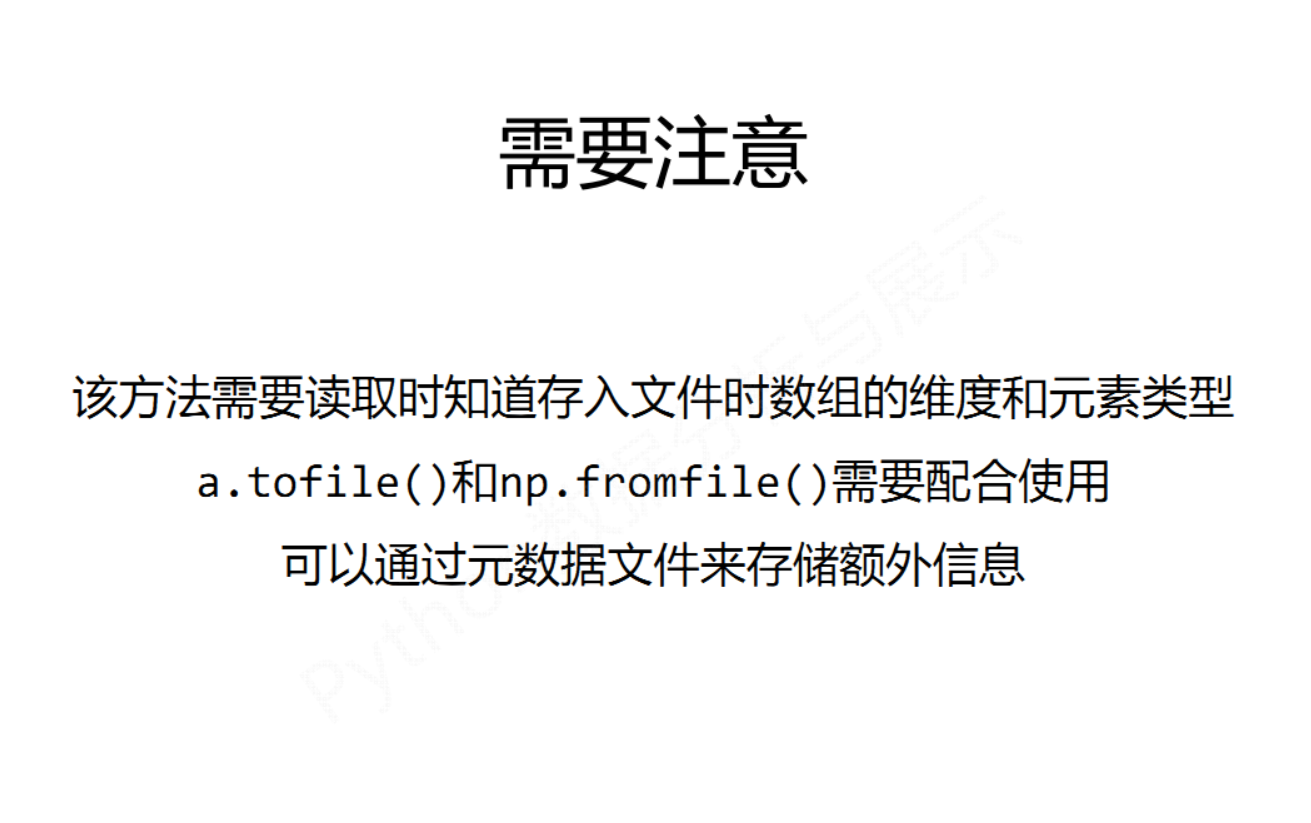 需要注意
该方法需要读取时知道存入文件时数组的维度和元素类型
a.tofile()和np.fromfile()需要配合使用
可以通过元数据文件来存储额外信息
Python数据分析与展示